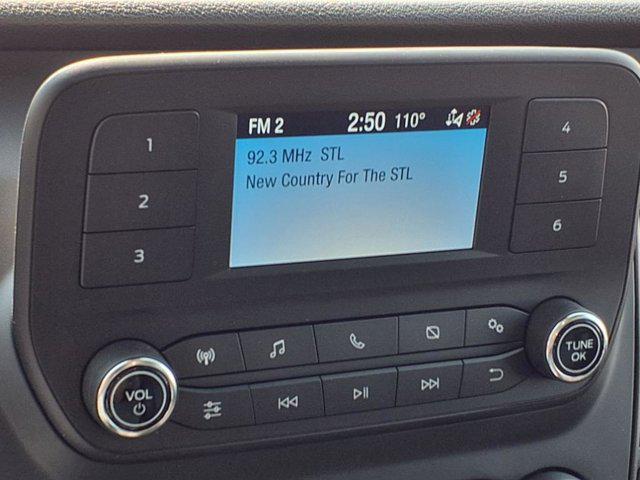 FM 2 2:50 110°
92.3 MHz STL
New Country For The STL
1
2
3
4
5
6
VOL
TUNE
OK